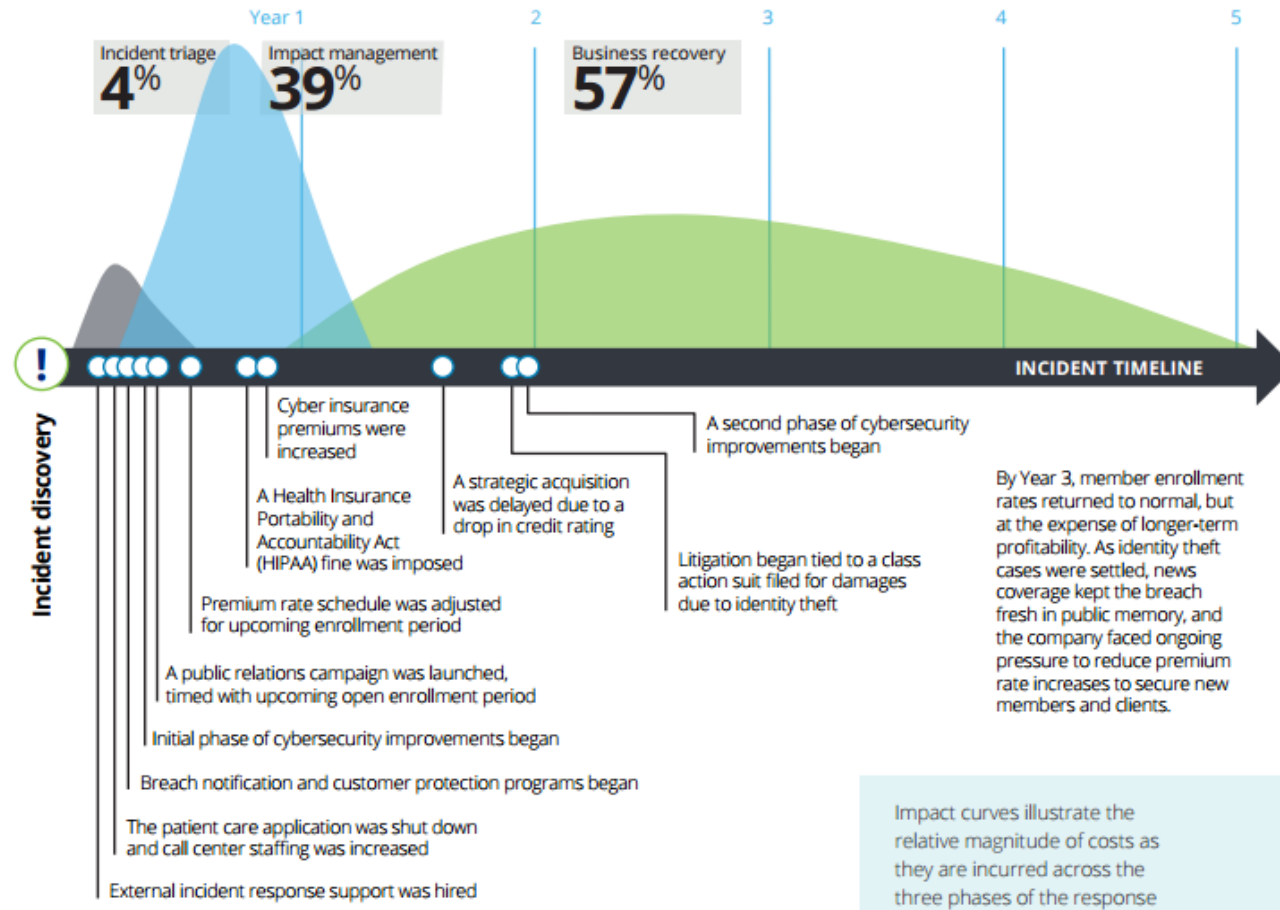 Year 1
2
3
4
5
Incident triage
4%
Impact management
39%
Business recovery
57%
!
INCIDENT TIMELINE
Incident discovery
Cyber insurance
premiums were
increased
A Health Insurance
Portability and
Accountability Act
(HIPAA) fine was imposed
A strategic acquisition
was delayed due to a
drop in credit rating
A second phase of cybersecurity
improvements began
Litigation began tied to a class
action suit filed for damages
due to identity theft
Premium rate schedule was adjusted
for upcoming enrollment period
A public relations campaign was launched,
timed with upcoming open enrollment period
Initial phase of cybersecurity improvements began
Breach notification and customer protection programs began
The patient care application was shut down
and call center staffing was increased
External incident response support was hired
By Year 3, member enrollment
rates returned to normal, but
at the expense of longer-term
profitability. As identity theft
cases were settled, news
coverage kept the breach
fresh in public memory, and
the company faced ongoing
pressure to reduce premium
rate increases to secure new
members and clients.
Impact curves illustrate the
relative magnitude of costs as
they are incurred across the
three phases of the response